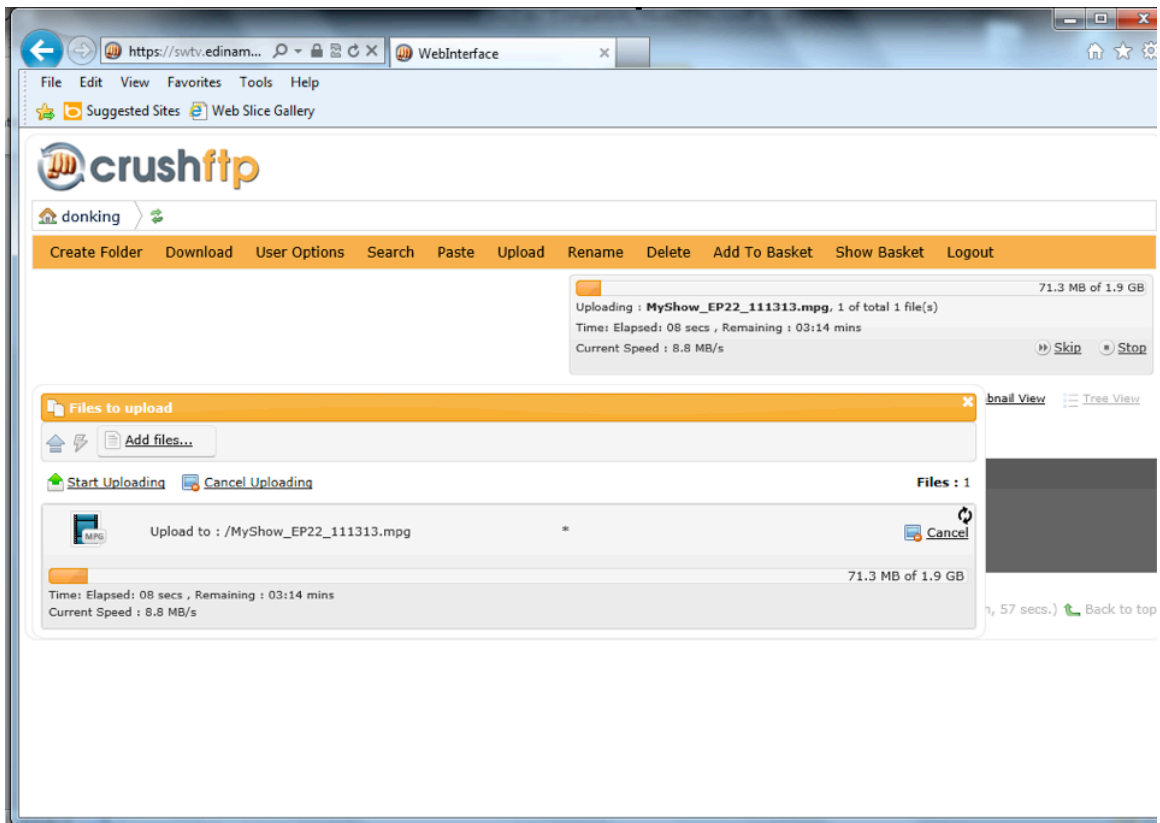 https://swtv.edinam... WebInterface
File Edit View Favorites Tools Help
Suggested Sites Web Slice Gallery
crushftp
donking
Create Folder Download User Options Search Paste Upload Rename Delete Add To Basket Show Basket Logout
71.3 MB of 1.9 GB
Uploading : MyShow_EP22_111313.mpg, 1 of total 1 file(s)
Time: Elapsed: 08 secs , Remaining : 03:14 mins
Current Speed : 8.8 MB/s Skip Stop
Files to upload
bnail View Tree View
Add files...
Start Uploading Cancel Uploading Files : 1
MPG Upload to : /MyShow_EP22_111313.mpg * Cancel
71.3 MB of 1.9 GB
Time: Elapsed: 08 secs , Remaining : 03:14 mins
Current Speed : 8.8 MB/s
, 57 secs.) Back to top